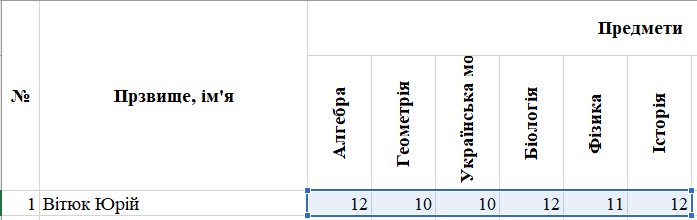 Предмети
№ Прзвище, ім'я Алгебра Геометрія Українська мо Біологія Фізика Історія
1 Вітюк Юрій 12 10 10 12 11 12